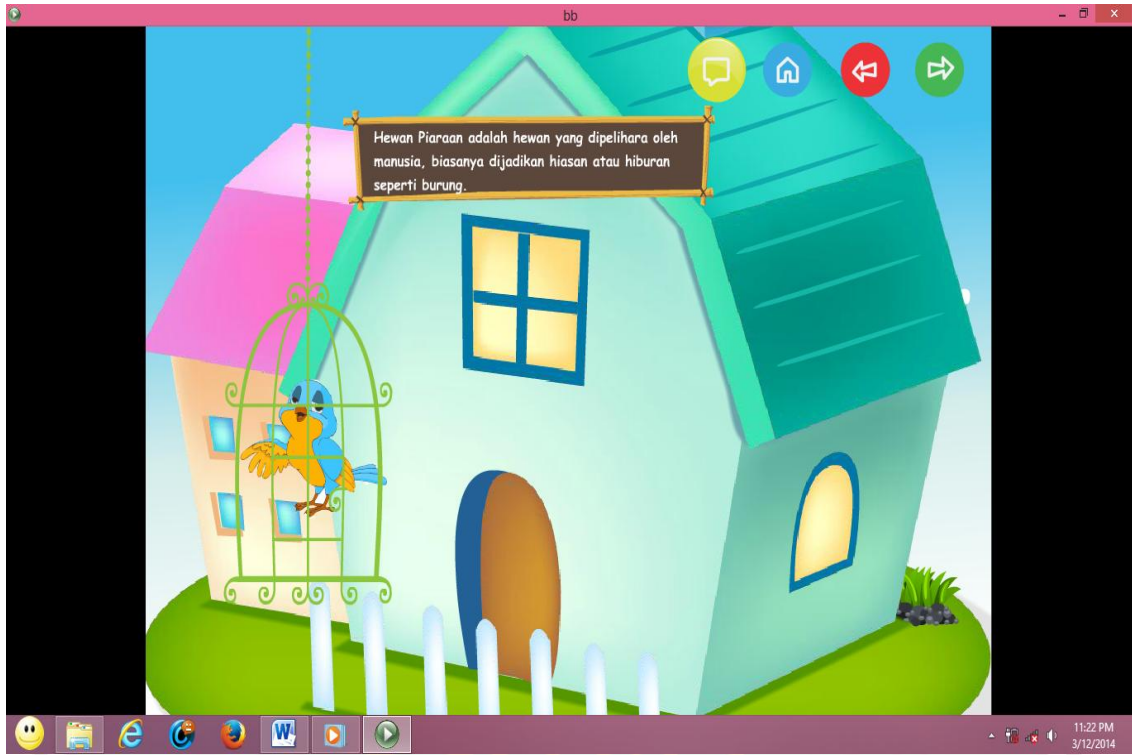 bb
Hewan Piaraan adalah hewan yang dipelihara oleh
manusia, biasanya dijadikan hiasan atau hiburan
seperti burung.
11:22 PM
3/12/2014